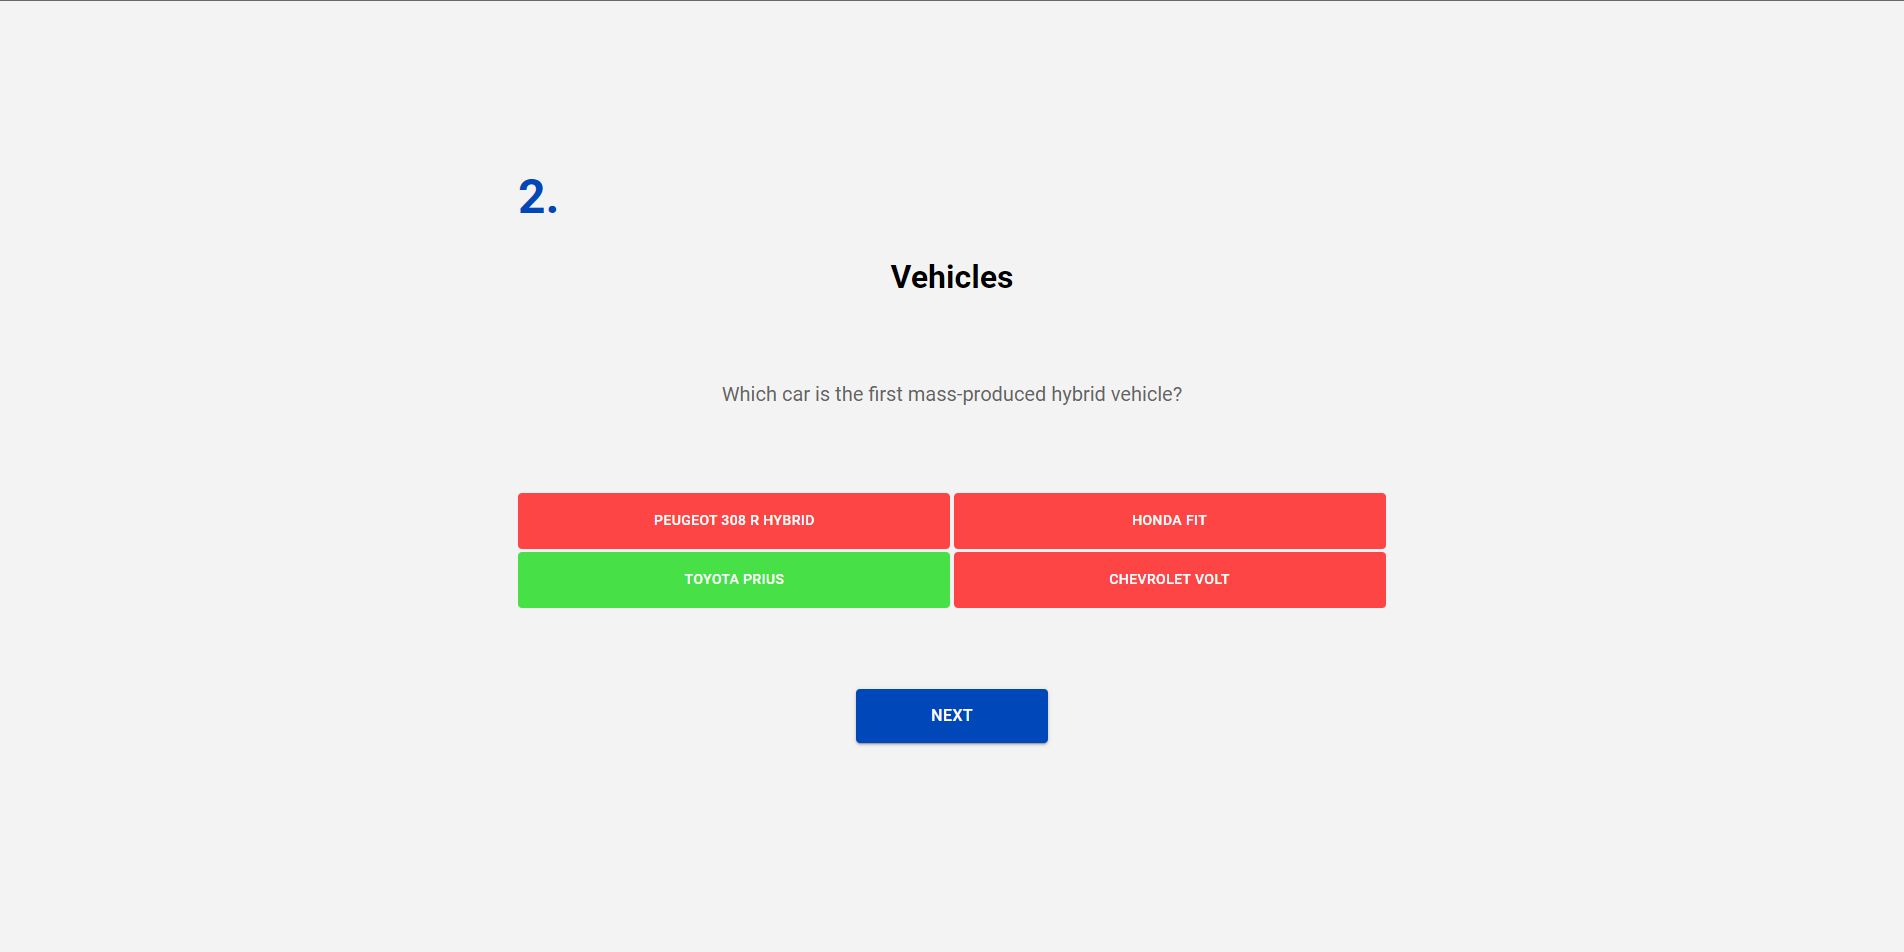 2.
Vehicles
Which car is the first mass-produced hybrid vehicle?
PEUGEOT 308 R HYBRID
HONDA FIT
TOYOTA PRIUS
CHEVROLET VOLT
NEXT